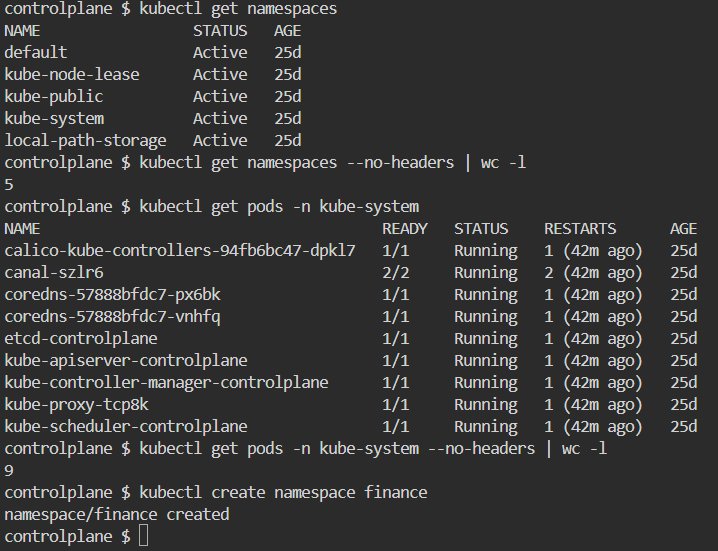 controlplane $ kubectl get namespaces
NAME                 STATUS   AGE
default              Active   25d
kube-node-lease      Active   25d
kube-public          Active   25d
kube-system          Active   25d
local-path-storage   Active   25d
controlplane $ kubectl get namespaces --no-headers | wc -l
5
controlplane $ kubectl get pods -n kube-system
NAME                                      READY   STATUS    RESTARTS      AGE
calico-kube-controllers-94fb6bc47-dpkl7   1/1     Running   1 (42m ago)   25d
canal-szlr6                               2/2     Running   2 (42m ago)   25d
coredns-57888bfdc7-px6bk                  1/1     Running   1 (42m ago)   25d
coredns-57888bfdc7-vnhfq                  1/1     Running   1 (42m ago)   25d
etcd-controlplane                         1/1     Running   1 (42m ago)   25d
kube-apiserver-controlplane               1/1     Running   1 (42m ago)   25d
kube-controller-manager-controlplane      1/1     Running   1 (42m ago)   25d
kube-proxy-tcp8k                          1/1     Running   1 (42m ago)   25d
kube-scheduler-controlplane               1/1     Running   1 (42m ago)   25d
controlplane $ kubectl get pods -n kube-system --no-headers | wc -l
9
controlplane $ kubectl create namespace finance
namespace/finance created
controlplane $